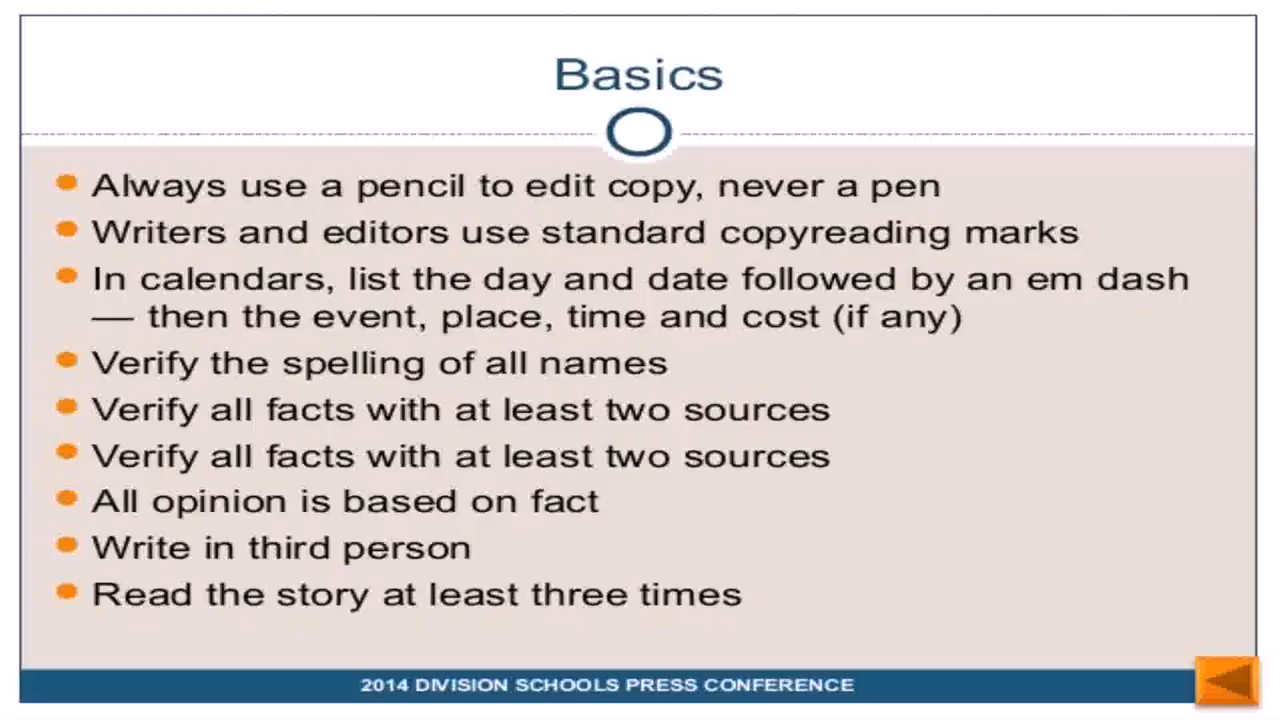 Basics
Always use a pencil to edit copy, never a pen
Writers and editors use standard copyreading marks
In calendars, list the day and date followed by an em dash
— then the event, place, time and cost (if any)
Verify the spelling of all names
Verify all facts with at least two sources
Verify all facts with at least two sources
All opinion is based on fact
Write in third person
Read the story at least three times
2014 DIVISION SCHOOLS PRESS CONFERENCE